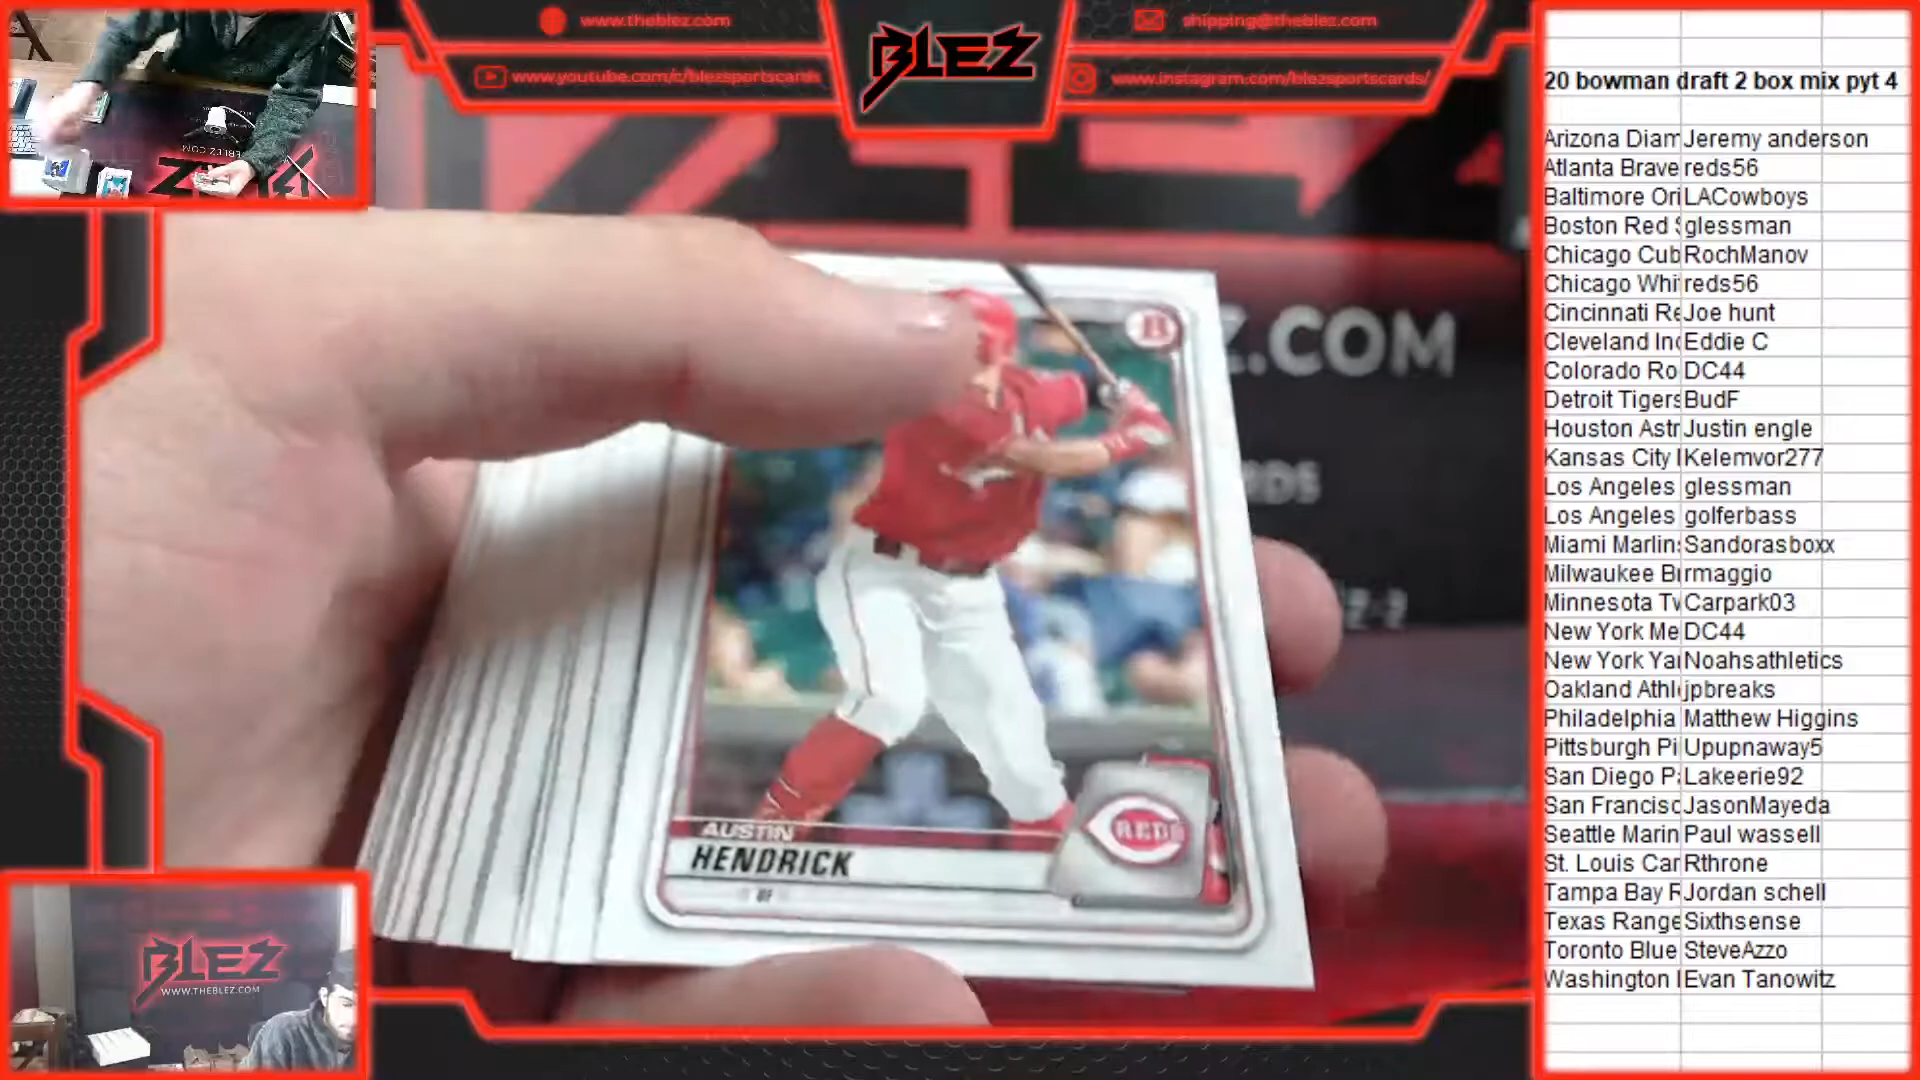 www.theblez.com
shipping@theblez.com
www.youtube.com/c/blezsportscards
www.instagram.com/blezsportscards/
BLEZ
20 bowman draft 2 box mix pyt 4
Arizona Diam Jeremy anderson
Atlanta Brave reds56
Baltimore Ori LACowboys
Boston Red S glessman
Chicago Cub RochManov
Chicago Whi reds56
Cincinnati Re Joe hunt
Cleveland Inc Eddie C
Colorado Ro DC44
Detroit Tigers BudF
Houston Astr Justin engle
Kansas City Kelemvor277
Los Angeles glessman
Los Angeles golferbass
Miami Marlins Sandorasboxx
Milwaukee B rmaggio
Minnesota Tw Carpark03
New York Me DC44
New York Ya Noahsathletics
Oakland Athl jpbreaks
Philadelphia Matthew Higgins
Pittsburgh Pi Upupnaway5
San Diego P Lakeerie92
San Francisc JasonMayeda
Seattle Marin Paul wassell
St. Louis Car Rthrone
Tampa Bay R Jordan schell
Texas Range Sixthsense
Toronto Blue SteveAzzo
Washington Evan Tanowitz
Z.COM
RDS
Z-2
B
AUSTIN
HENDRICK
OF
REDS
BLEZ
WWW.THEBLEZ.COM